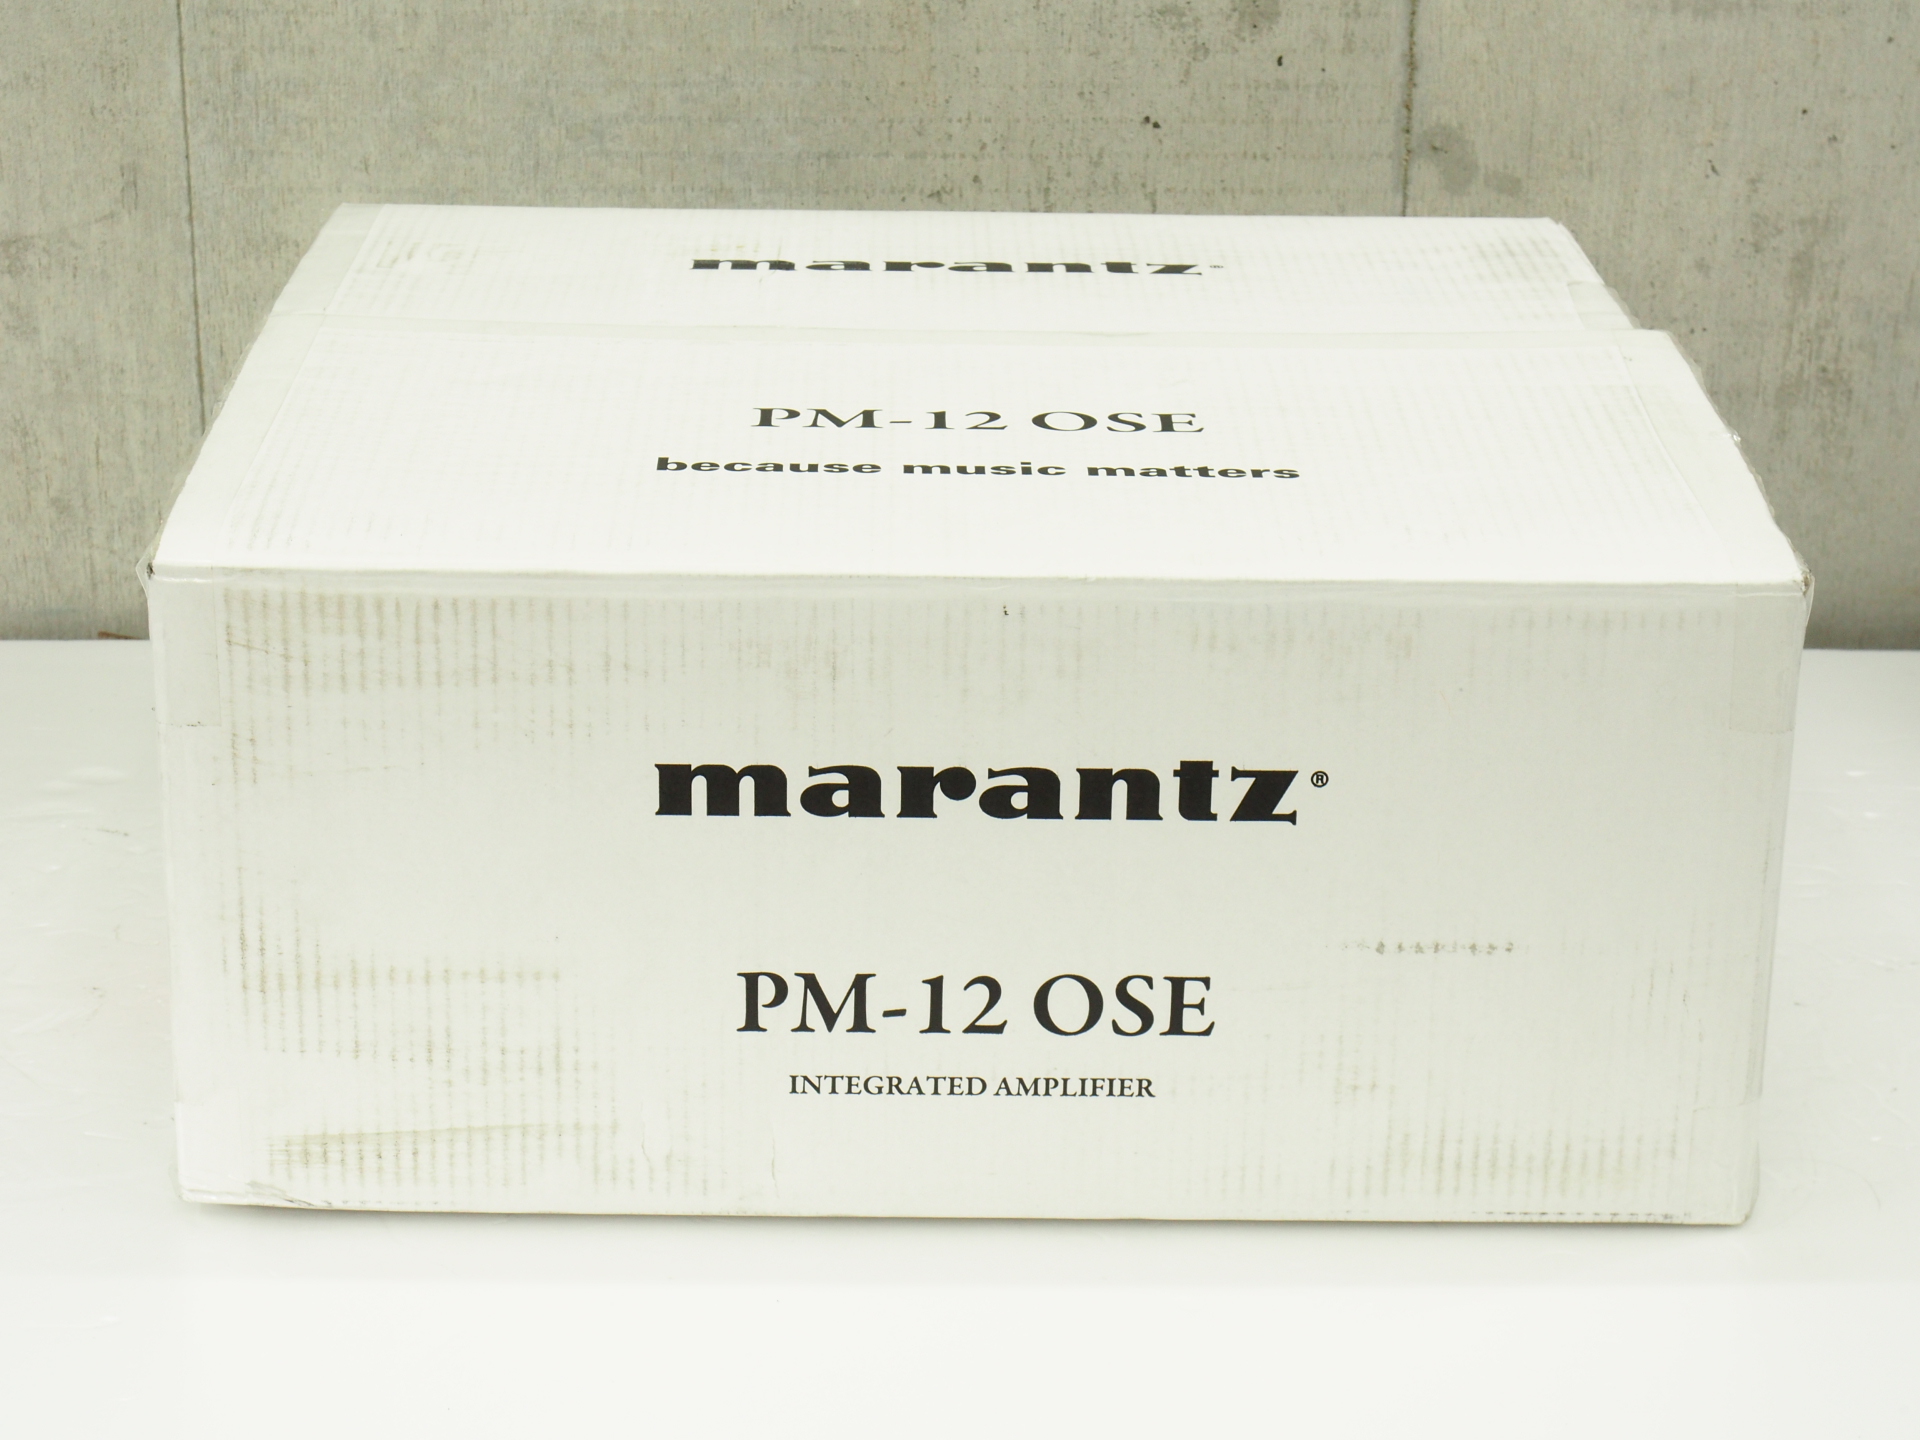 marantz
PM-12 OSE
because music matters
marantz®
PM-12 OSE
INTEGRATED AMPLIFIER